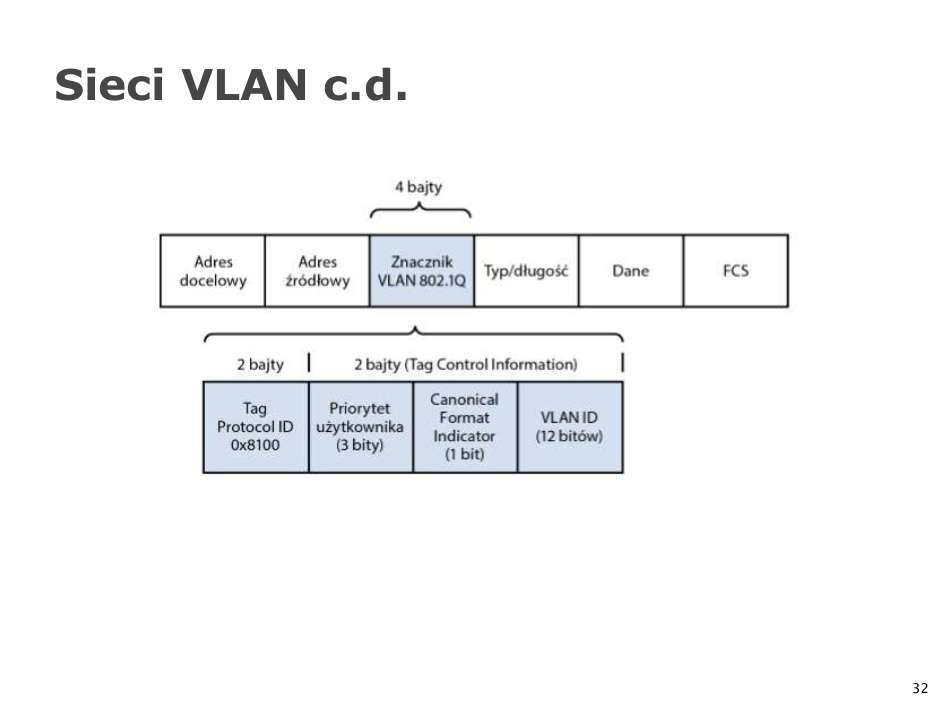 Sieci VLAN c.d.
4 bajty
Adres
docelowy
Adres
źródłowy
Znacznik
VLAN 802.1Q
Typ/długość
Dane
FCS
2 bajty
2 bajty (Tag Control Information)
Tag
Protocol ID
0x8100
Priorytet
użytkownika
(3 bity)
Canonical
Format
Indicator
(1 bit)
VLAN ID
(12 bitów)
32